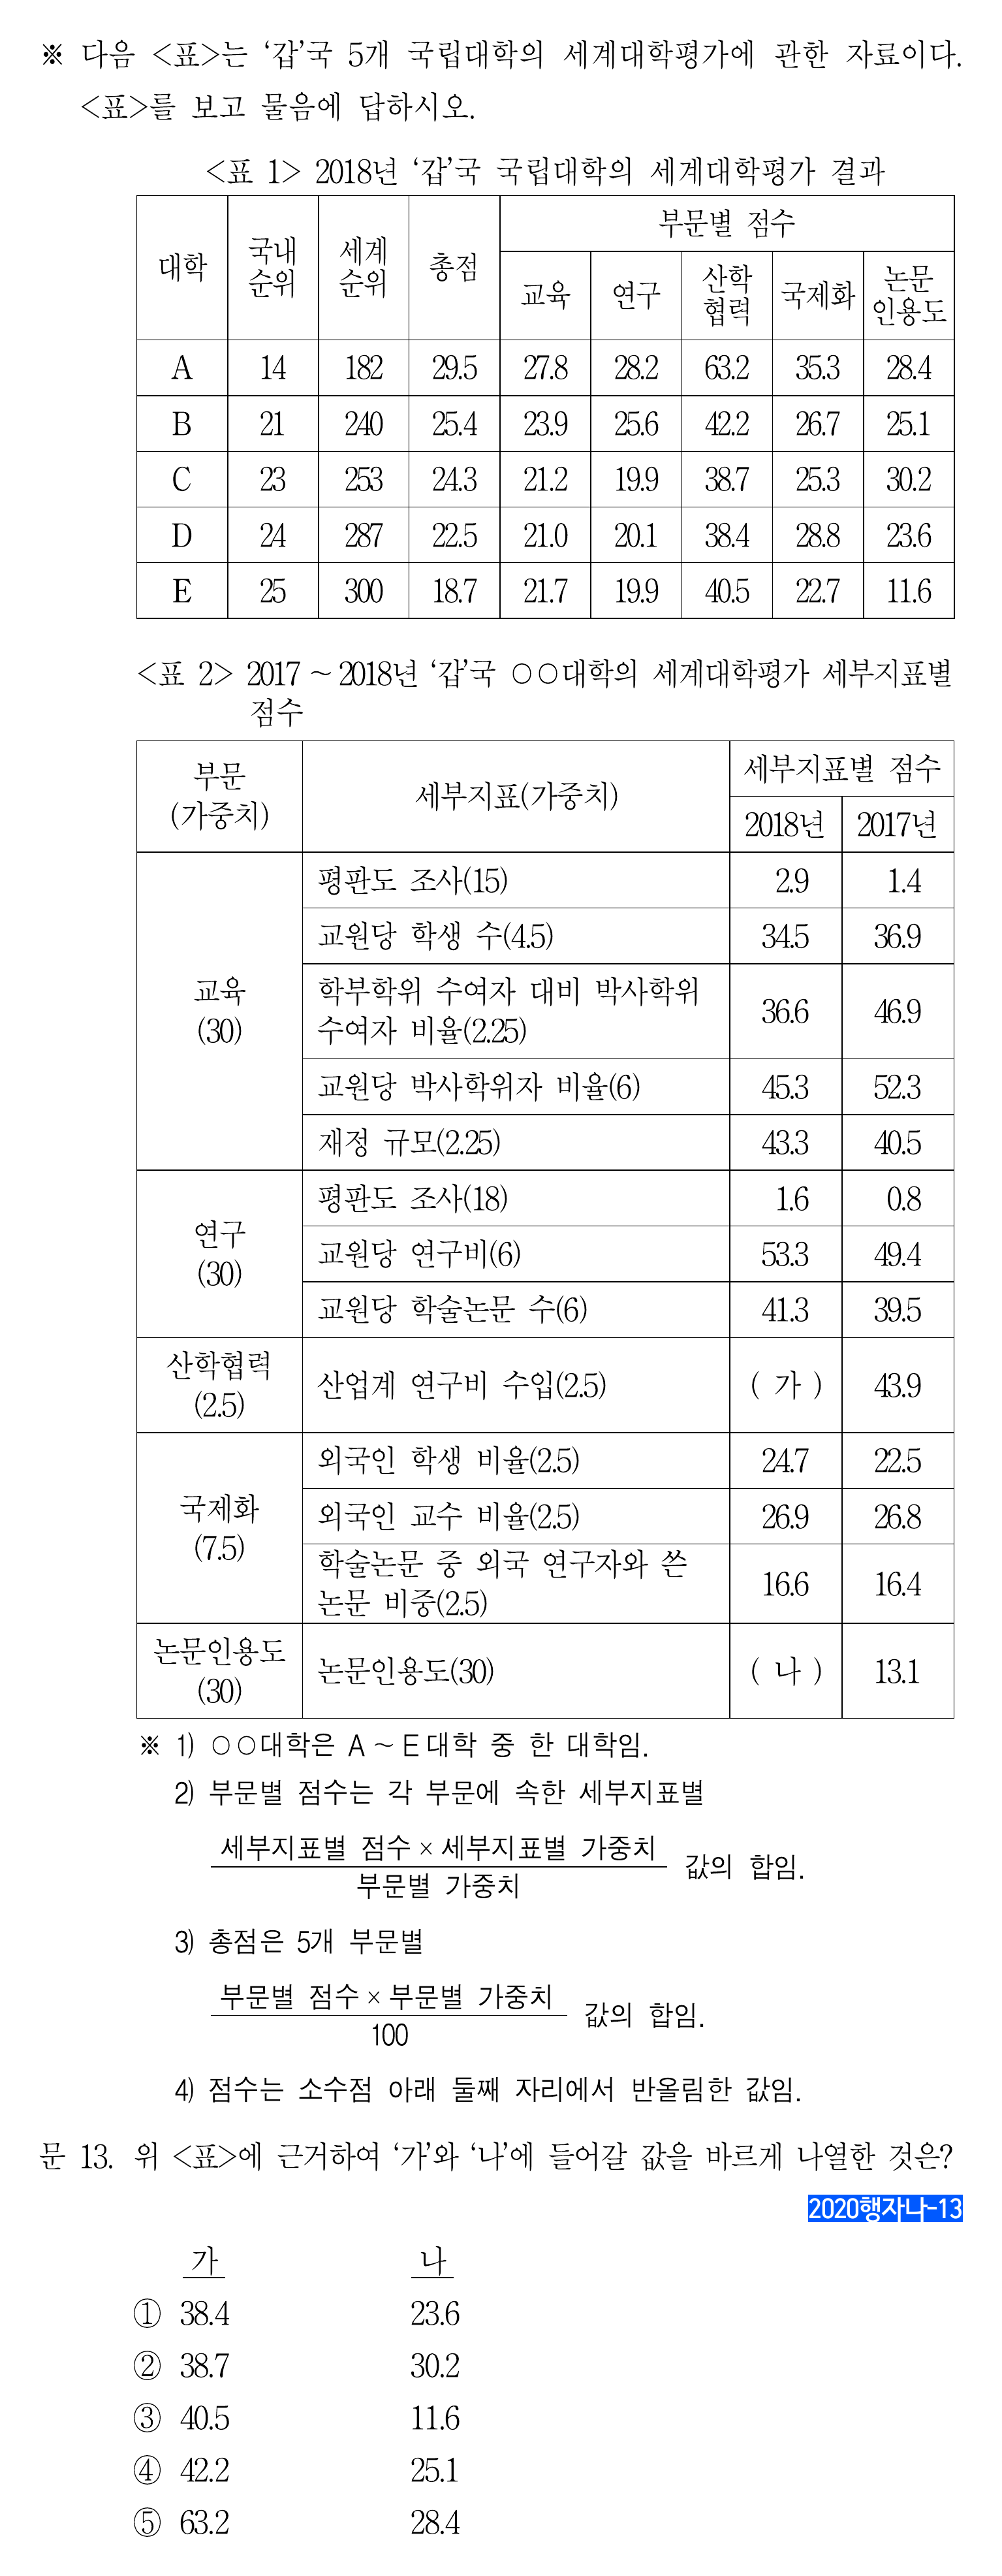 ※ 다음 <표>는 ‘갑’국 5개 국립대학의 세계대학평가에 관한 자료이다.
<표>를 보고 물음에 답하시오.
<표 1> 2018년 ‘갑’국 국립대학의 세계대학평가 결과
대학 국내 순위 세계 순위 총점 부문별 점수
교육 연구 산학 협력 국제화 논문 인용도
A 14 182 29.5 27.8 28.2 63.2 35.3 28.4
B 21 240 25.4 23.9 25.6 42.2 26.7 25.1
C 23 253 24.3 21.2 19.9 38.7 25.3 30.2
D 24 287 22.5 21.0 20.1 38.4 28.8 23.6
E 25 300 18.7 21.7 19.9 40.5 22.7 11.6
<표 2> 2017 ~ 2018년 ‘갑’국 ○○대학의 세계대학평가 세부지표별
점수
부문 (가중치) 세부지표(가중치) 세부지표별 점수
2018년 2017년
교육 (30)
평판도 조사(15) 2.9 1.4
교원당 학생 수(4.5) 34.5 36.9
학부학위 수여자 대비 박사학위
수여자 비율(2.25) 36.6 46.9
교원당 박사학위자 비율(6) 45.3 52.3
재정 규모(2.25) 43.3 40.5
연구 (30)
평판도 조사(18) 1.6 0.8
교원당 연구비(6) 53.3 49.4
교원당 학술논문 수(6) 41.3 39.5
산학협력 (2.5) 산업계 연구비 수입(2.5) ( 가 ) 43.9
국제화 (7.5)
외국인 학생 비율(2.5) 24.7 22.5
외국인 교수 비율(2.5) 26.9 26.8
학술논문 중 외국 연구자와 쓴
논문 비중(2.5) 16.6 16.4
논문인용도 (30) 논문인용도(30) ( 나 ) 13.1
※ 1) ○○대학은 A ~ E 대학 중 한 대학임.
2) 부문별 점수는 각 부문에 속한 세부지표별
세부지표별 점수 × 세부지표별 가중치
부문별 가중치
값의 합임.
3) 총점은 5개 부문별
부문별 점수 × 부문별 가중치
100
값의 합임.
4) 점수는 소수점 아래 둘째 자리에서 반올림한 값임.
문 13. 위 <표>에 근거하여 ‘가’와 ‘나’에 들어갈 값을 바르게 나열한 것은?
2020행자나-13
가 나
① 38.4 23.6
② 38.7 30.2
③ 40.5 11.6
④ 42.2 25.1
⑤ 63.2 28.4